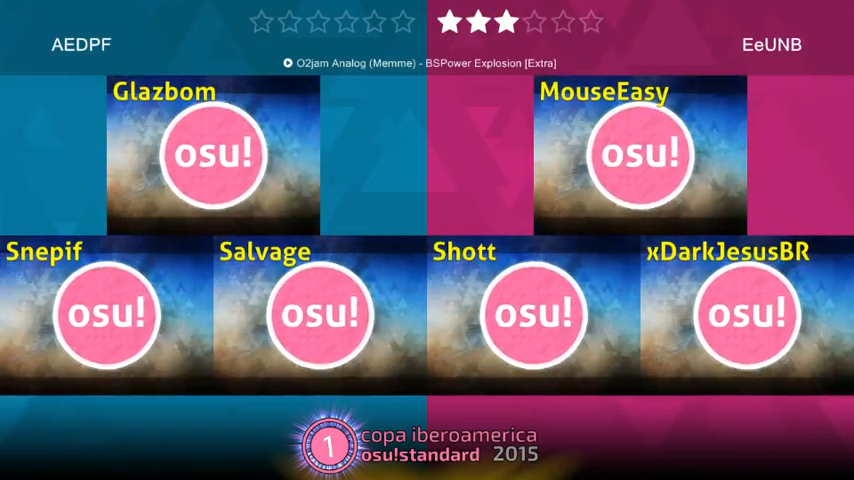 AEDPF
EeUNB
O2jam Analog (Memme) - BSPower Explosion [Extra]
Glazbom
MouseEasy
osu!
osu!
Snepif
Salvage
Shott
xDarkJesusBR
osu!
osu!
osu!
osu!
1
copa iberoamerica
osu!standard 2015